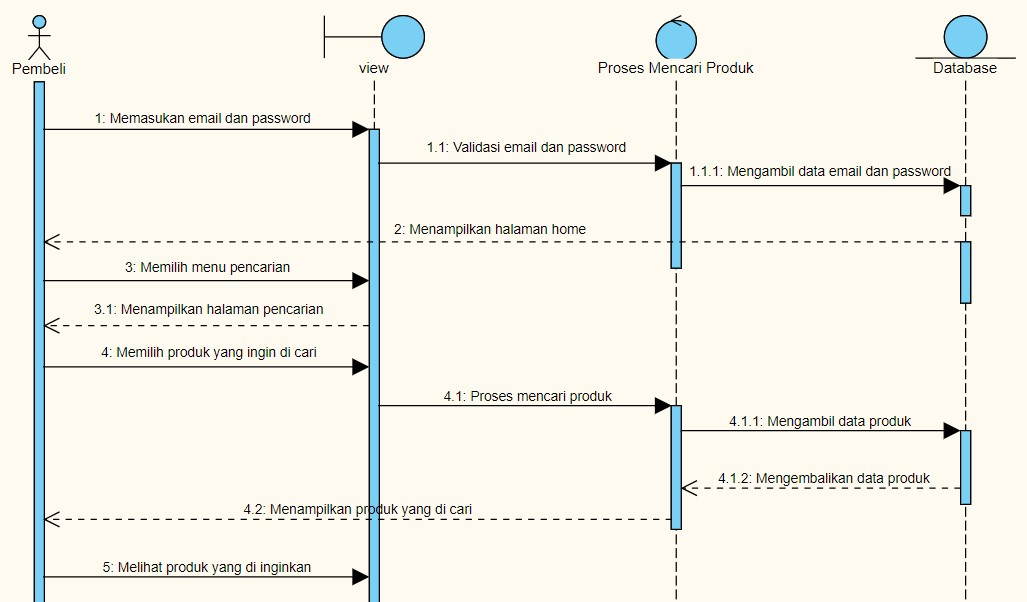 Pembeli
view
Proses Mencari Produk
Database
1: Memasukan email dan password
1.1: Validasi email dan password
1.1.1: Mengambil data email dan password
2: Menampilkan halaman home
3: Memilih menu pencarian
3.1: Menampilkan halaman pencarian
4: Memilih produk yang ingin di cari
4.1: Proses mencari produk
4.1.1: Mengambil data produk
4.1.2: Mengembalikan data produk
4.2: Menampilkan produk yang di cari
5: Melihat produk yang di inginkan